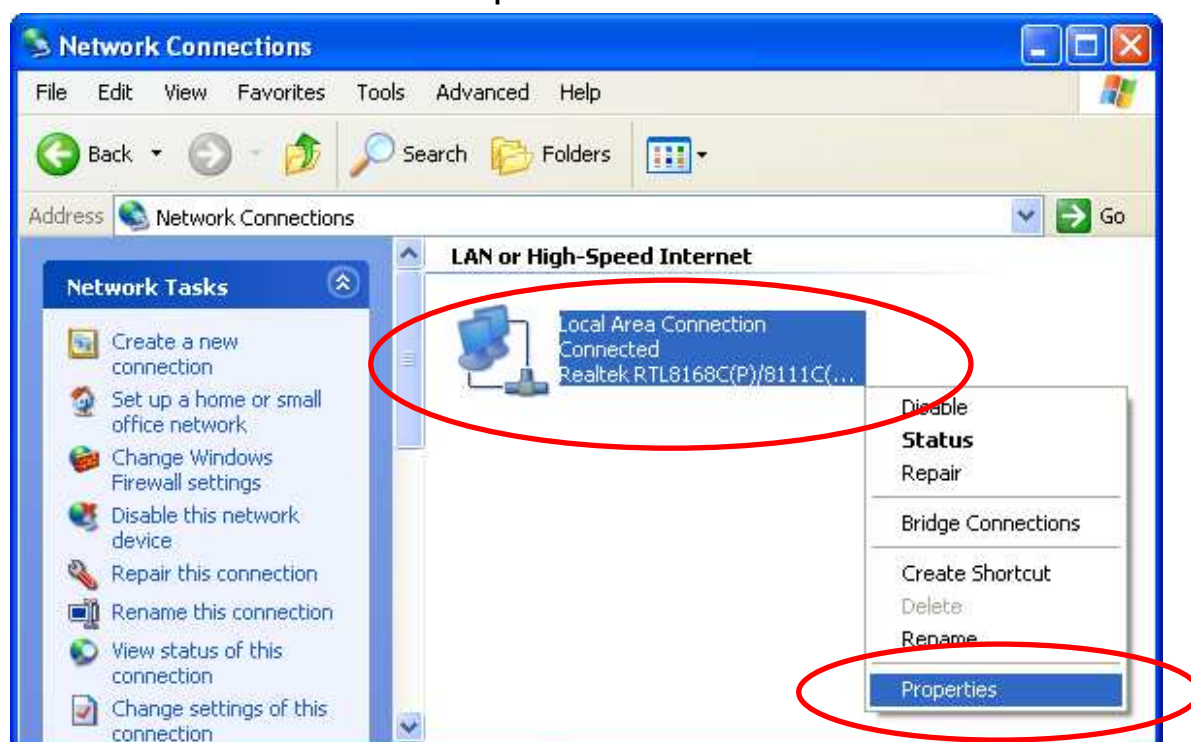 Network Connections
File Edit View Favorites Tools Advanced Help
Back Search Folders
Address Network Connections Go
Network Tasks
Create a new
connection
Set up a home or small
office network
Change Windows
Firewall settings
Disable this network
device
Repair this connection
Rename this connection
View status of this
connection
Change settings of this
connection
LAN or High-Speed Internet
Local Area Connection
Connected
Realtek RTL8168C(P)/8111C(...
Disable
Status
Repair
Bridge Connections
Create Shortcut
Delete
Rename
Properties